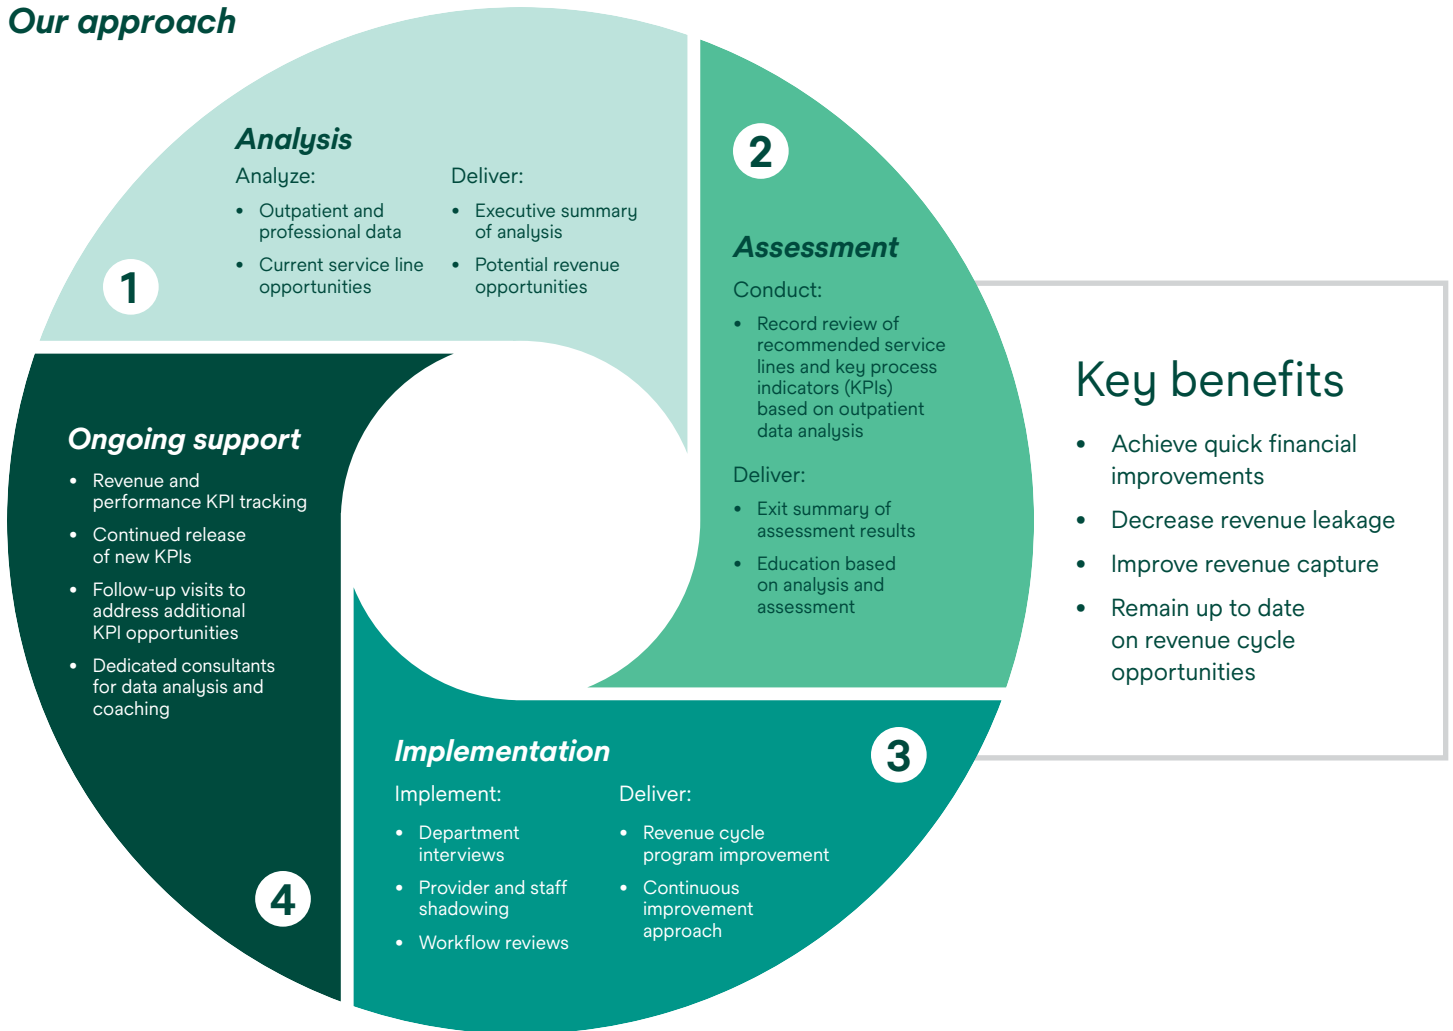 Our approach
1
Analysis
Analyze:
• Outpatient and
professional data
• Current service line
opportunities
Deliver:
• Executive summary
of analysis
• Potential revenue
opportunities
2
Assessment
Conduct:
• Record review of
recommended service
lines and key process
indicators (KPIs)
based on outpatient
data analysis
Deliver:
• Exit summary of
assessment results
• Education based
on analysis and
assessment
3
Implementation
Implement:
• Department
interviews
• Provider and staff
shadowing
• Workflow reviews
Deliver:
• Revenue cycle
program improvement
• Continuous
improvement
approach
4
Ongoing support
• Revenue and
performance KPI tracking
• Continued release
of new KPIs
• Follow-up visits to
address additional
KPI opportunities
• Dedicated consultants
for data analysis and
coaching
Key benefits
• Achieve quick financial
improvements
• Decrease revenue leakage
• Improve revenue capture
• Remain up to date
on revenue cycle
opportunities